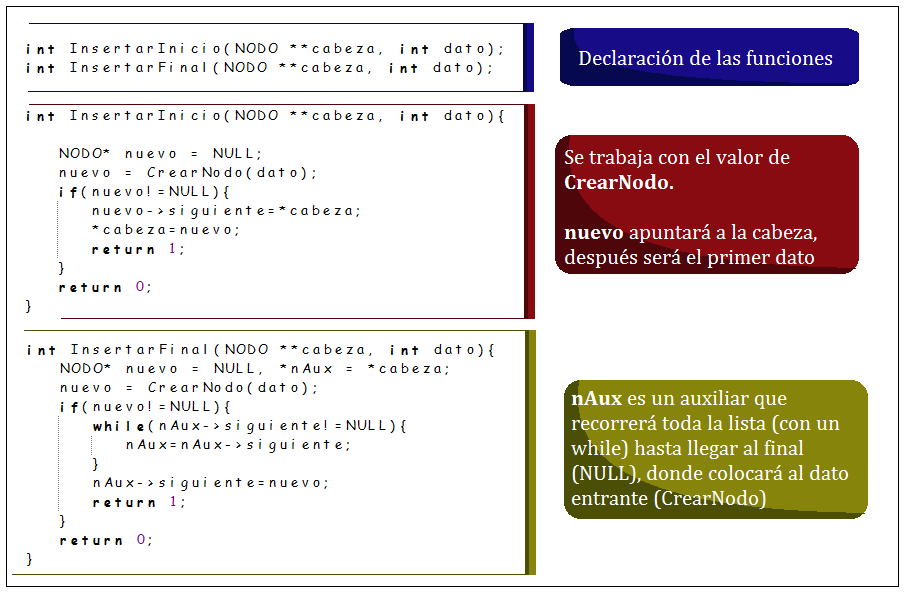 int InsertarInicio(NODO **cabeza, int dato);
int InsertarFinal(NODO **cabeza, int dato);
Declaración de las funciones
int InsertarInicio(NODO **cabeza, int dato){
NODO* nuevo = NULL;
nuevo = CrearNodo(dato);
if(nuevo!=NULL){
nuevo->siguiente=*cabeza;
*cabeza=nuevo;
return 1;
}
return 0;
}
Se trabaja con el valor de
CrearNodo.
nuevo apuntará a la cabeza,
después será el primer dato
int InsertarFinal(NODO **cabeza, int dato){
NODO* nuevo = NULL, *nAux = *cabeza;
nuevo = CrearNodo(dato);
if(nuevo!=NULL){
while(nAux->siguiente!=NULL){
nAux=nAux->siguiente;
}
nAux->siguiente=nuevo;
return 1;
}
return 0;
}
nAux es un auxiliar que
recorrerá toda la lista (con un
while) hasta llegar al final
(NULL), donde colocará al dato
entrante (CrearNodo)